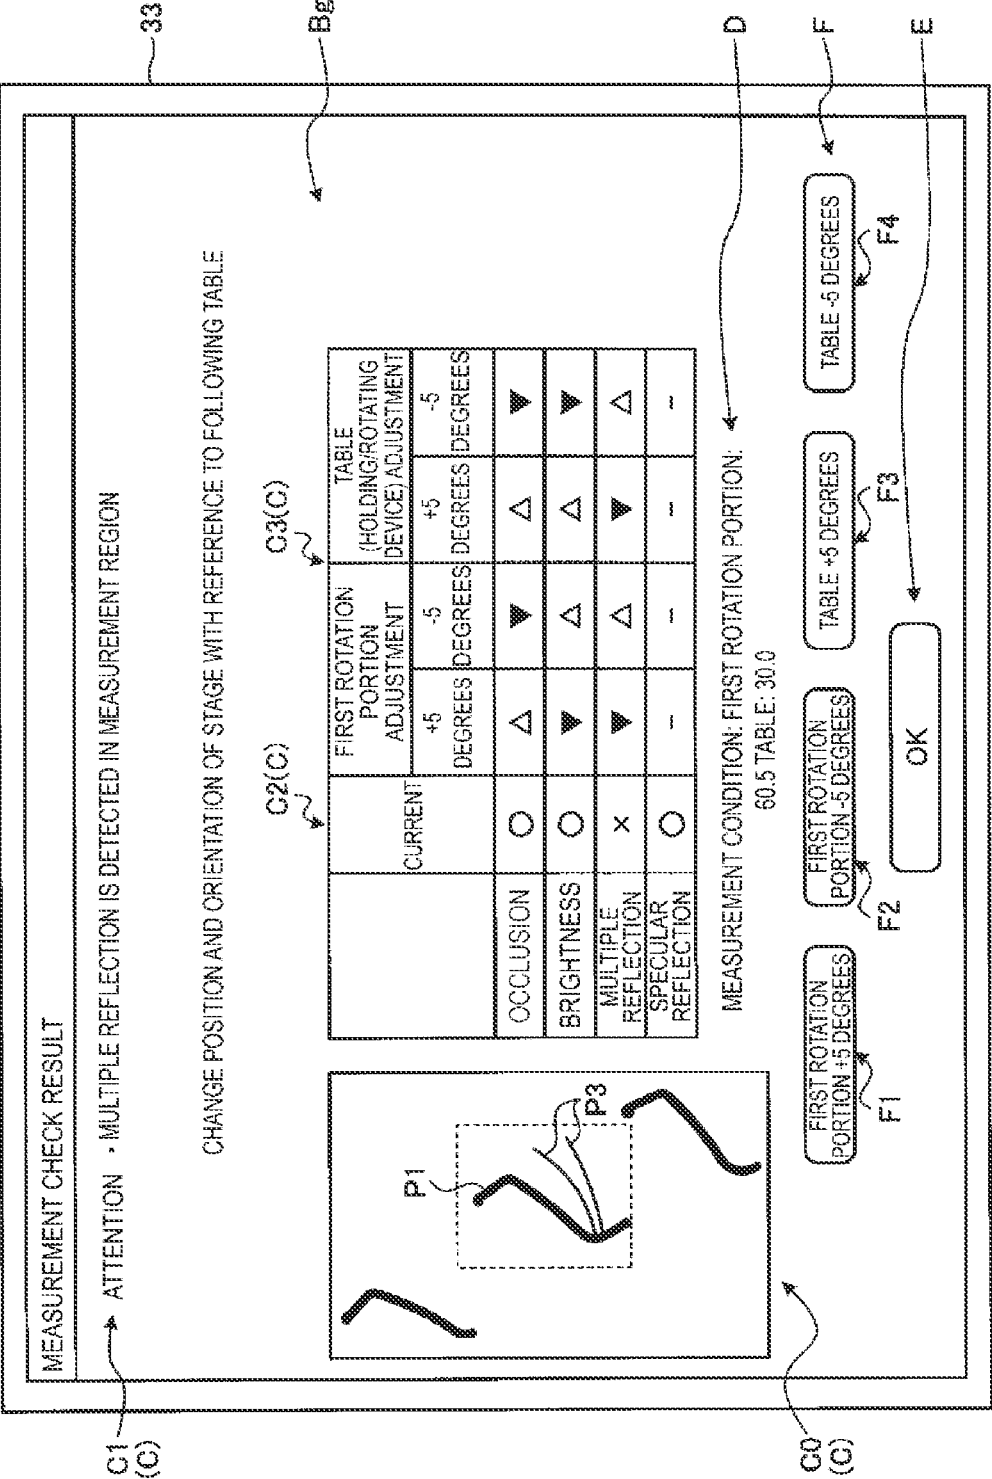 33
Bg
D
F
E
MEASUREMENT CHECK RESULT
C1
(C)
ATTENTION ・MULTIPLE REFLECTION IS DETECTED IN MEASUREMENT REGION
CHANGE POSITION AND ORIENTATION OF STAGE WITH REFERENCE TO FOLLOWING TABLE
C2(C)
C3(C)
CURRENT
FIRST ROTATION
PORTION
ADJUSTMENT
TABLE
(HOLDING/ROTATING
DEVICE) ADJUSTMENT
+5
DEGREES
-5
DEGREES
+5
DEGREES
-5
DEGREES
OCCLUSION ○ △ ▼ △ ▼
BRIGHTNESS ○ ▼ △ △ ▼
MULTIPLE
REFLECTION × ▼ △ ▼ △
SPECULAR
REFLECTION ○ – – – –
P1
P3
C0
(C)
MEASUREMENT CONDITION: FIRST ROTATION PORTION:
60.5 TABLE: 30.0
FIRST ROTATION
PORTION +5 DEGREES
FIRST ROTATION
PORTION -5 DEGREES
TABLE +5 DEGREES
TABLE -5 DEGREES
F1
F2
F3
F4
OK